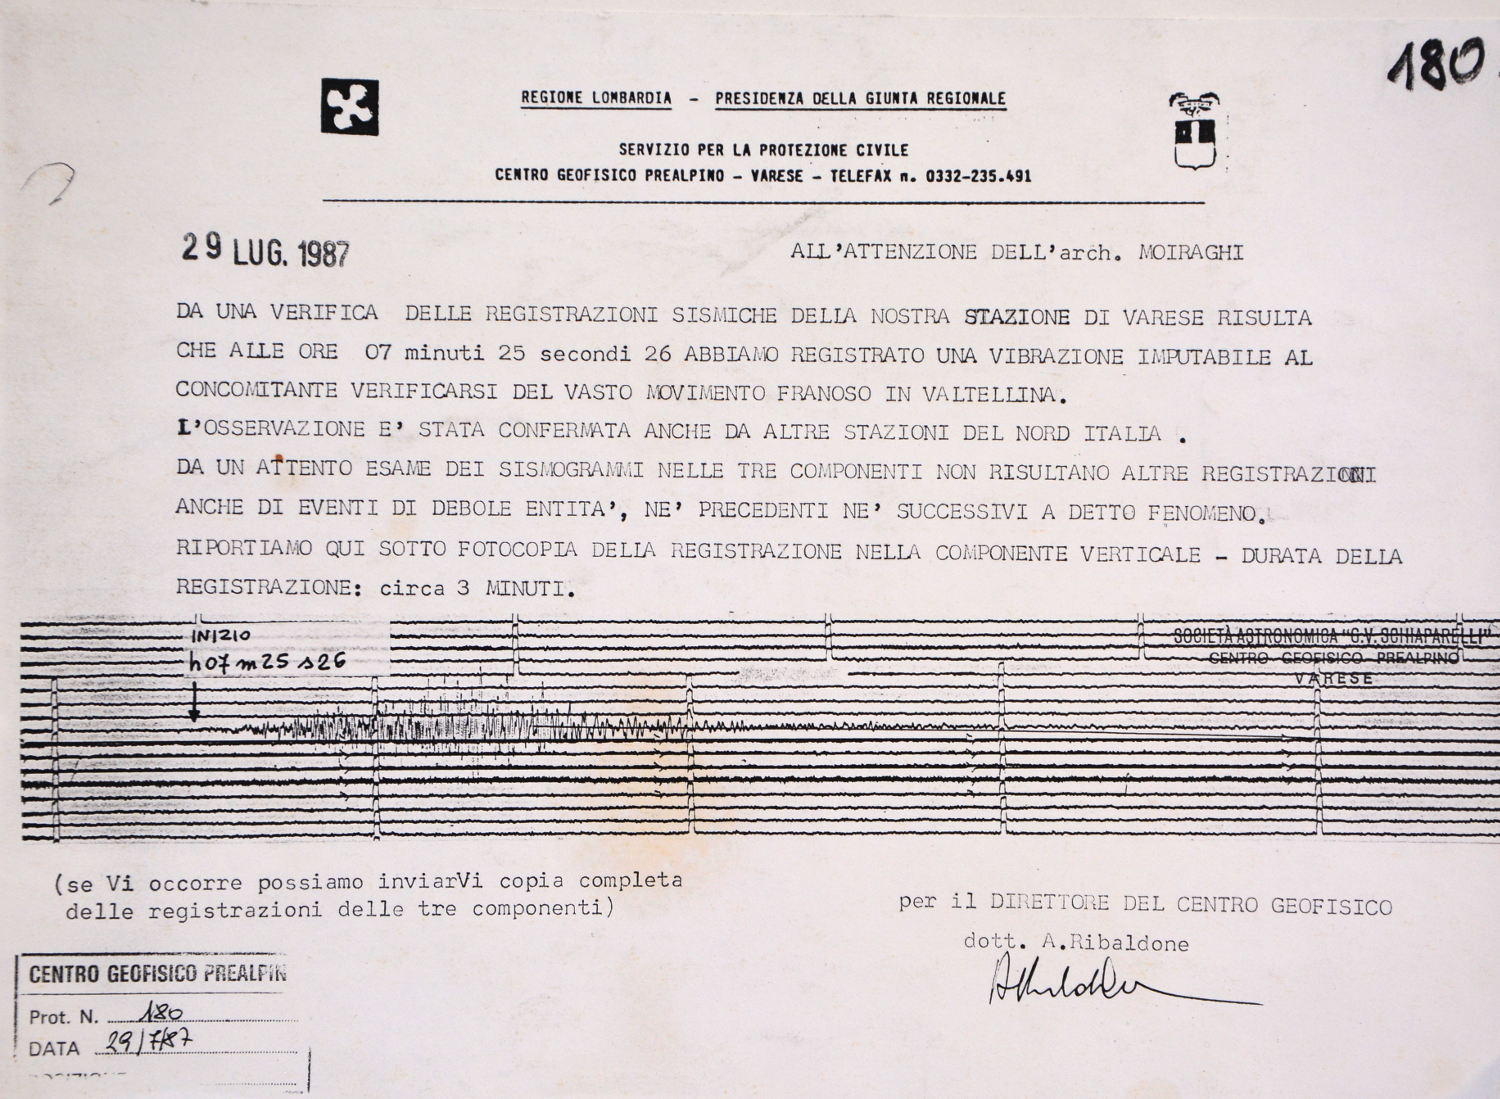 180
REGIONE LOMBARDIA - PRESIDENZA DELLA GIUNTA REGIONALE
SERVIZIO PER LA PROTEZIONE CIVILE
CENTRO GEOFISICO PREALPINO - VARESE - TELEFAX n. 0332-235.491
29 LUG. 1987
ALL'ATTENZIONE DELL'arch. MOIRAGHI
DA UNA VERIFICA DELLE REGISTRAZIONI SISMICHE DELLA NOSTRA STAZIONE DI VARESE RISULTA
CHE ALLE ORE 07 minuti 25 secondi 26 ABBIAMO REGISTRATO UNA VIBRAZIONE IMPUTABILE AL
CONCOMITANTE VERIFICARSI DEL VASTO MOVIMENTO FRANOSO IN VALTELLINA.
L'OSSERVAZIONE E' STATA CONFERMATA ANCHE DA ALTRE STAZIONI DEL NORD ITALIA .
DA UN ATTENTO ESAME DEI SISMOGRAMMI NELLE TRE COMPONENTI NON RISULTANO ALTRE REGISTRAZIONI
ANCHE DI EVENTI DI DEBOLE ENTITA', NE' PRECEDENTI NE' SUCCESSIVI A DETTO FENOMENO.
RIPORTIAMO QUI SOTTO FOTOCOPIA DELLA REGISTRAZIONE NELLA COMPONENTE VERTICALE - DURATA DELLA
REGISTRAZIONE: circa 3 MINUTI.
INIZIO
h07 m25 s26
SOCIETÀ ASTRONOMICA "G.V. SCHIAPARELLI"
CENTRO GEOFISICO PREALPINO
VARESE
(se Vi occorre possiamo inviarVi copia completa
delle registrazioni delle tre componenti)
per il DIRETTORE DEL CENTRO GEOFISICO
dott. A.Ribaldone
CENTRO GEOFISICO PREALPIN
Prot. N. 180
DATA 29/7/87